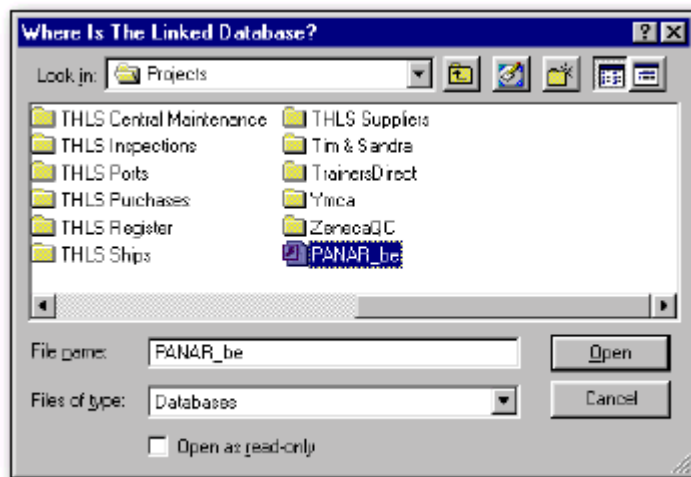 Where Is The Linked Database?
Look in: Projects
THLS Central Maintenance THLS Suppliers
THLS Inspections Tim & Sandra
THLS Ports TrainersDirect
THLS Purchases Ymca
THLS Register ZenecaQC
THLS Ships PANAR_be
File name: PANAR_be Open
Files of type: Databases Cancel
Open as read-only